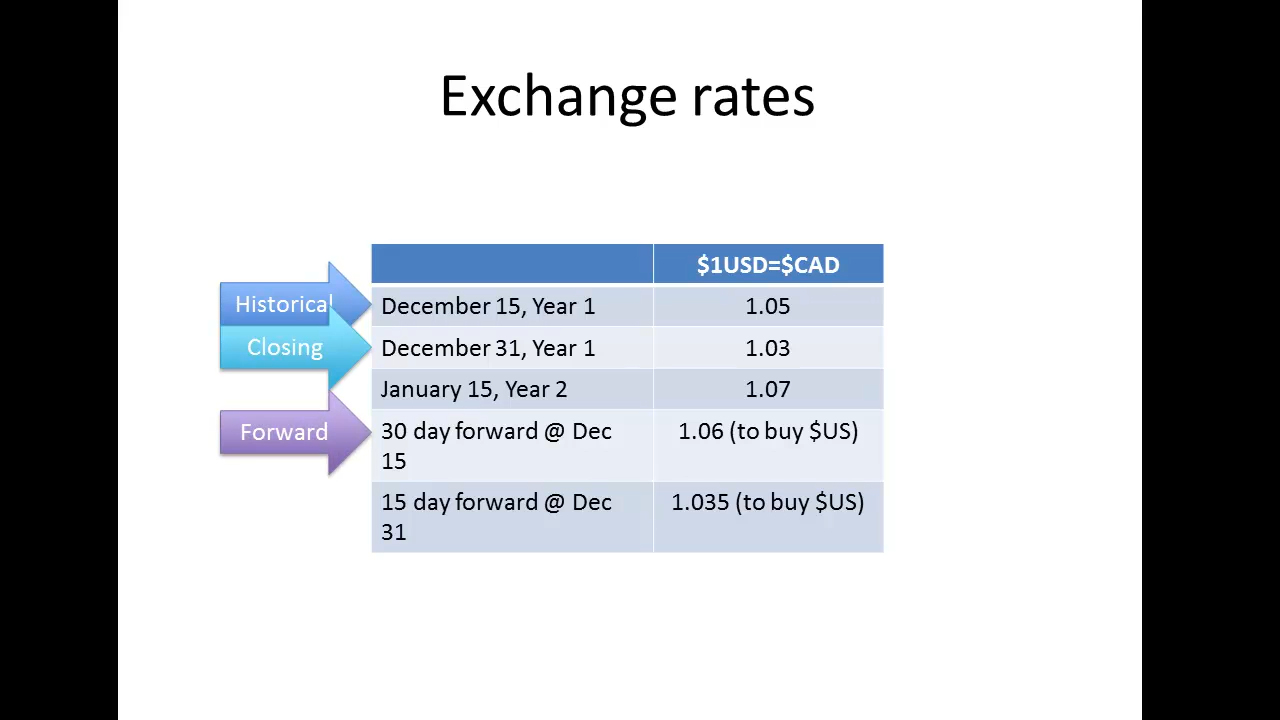 Exchange rates
$1USD=$CAD
Historical
December 15, Year 1
1.05
Closing
December 31, Year 1
1.03
January 15, Year 2
1.07
Forward
30 day forward @ Dec
15
1.06 (to buy $US)
15 day forward @ Dec
31
1.035 (to buy $US)